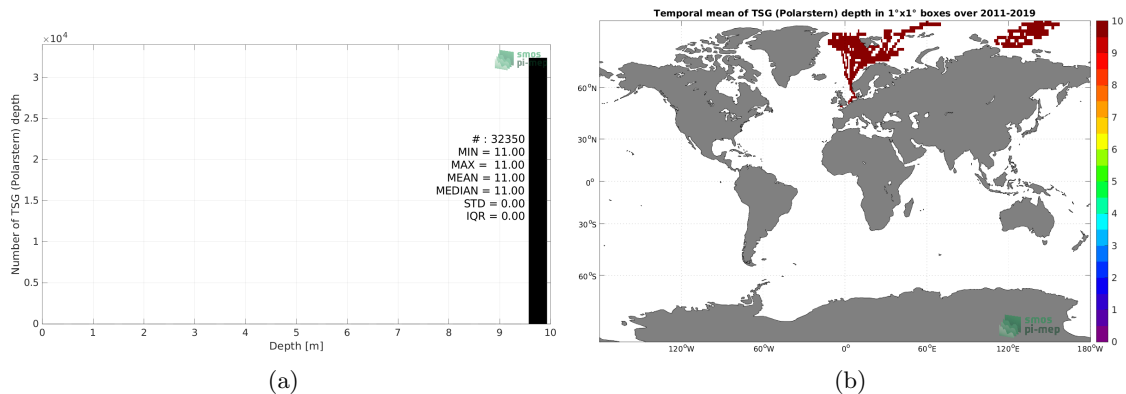 ×10⁴
3
2.5
2
1.5
1
0.5
0
Number of TSG (Polarstern) depth
smos
pi-mep
# : 32350
MIN = 11.00
MAX = 11.00
MEAN = 11.00
MEDIAN = 11.00
STD = 0.00
IQR = 0.00
0 1 2 3 4 5 6 7 8 9 10
Depth [m]
(a)
Temporal mean of TSG (Polarstern) depth in 1°x1° boxes over 2011-2019
60°N
30°N
0°
30°S
60°S
120°W 60°W 0° 60°E 120°E 180°W
smos
pi-mep
10
9
8
7
6
5
4
3
2
1
0
(b)